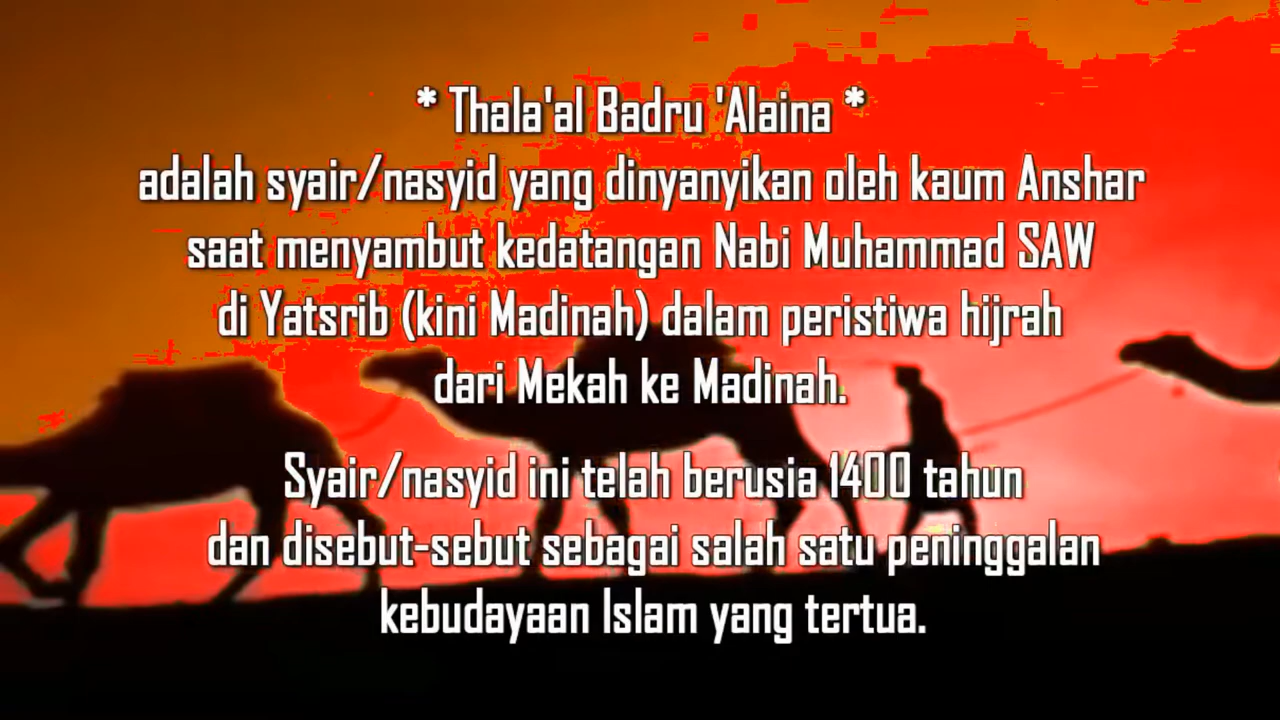 * Thala'al Badru 'Alaina *
adalah syair/nasyid yang dinyanyikan oleh kaum Anshar
saat menyambut kedatangan Nabi Muhammad SAW
di Yatsrib (kini Madinah) dalam peristiwa hijrah
dari Mekah ke Madinah.
Syair/nasyid ini telah berusia 1400 tahun
dan disebut-sebut sebagai salah satu peninggalan
kebudayaan Islam yang tertua.